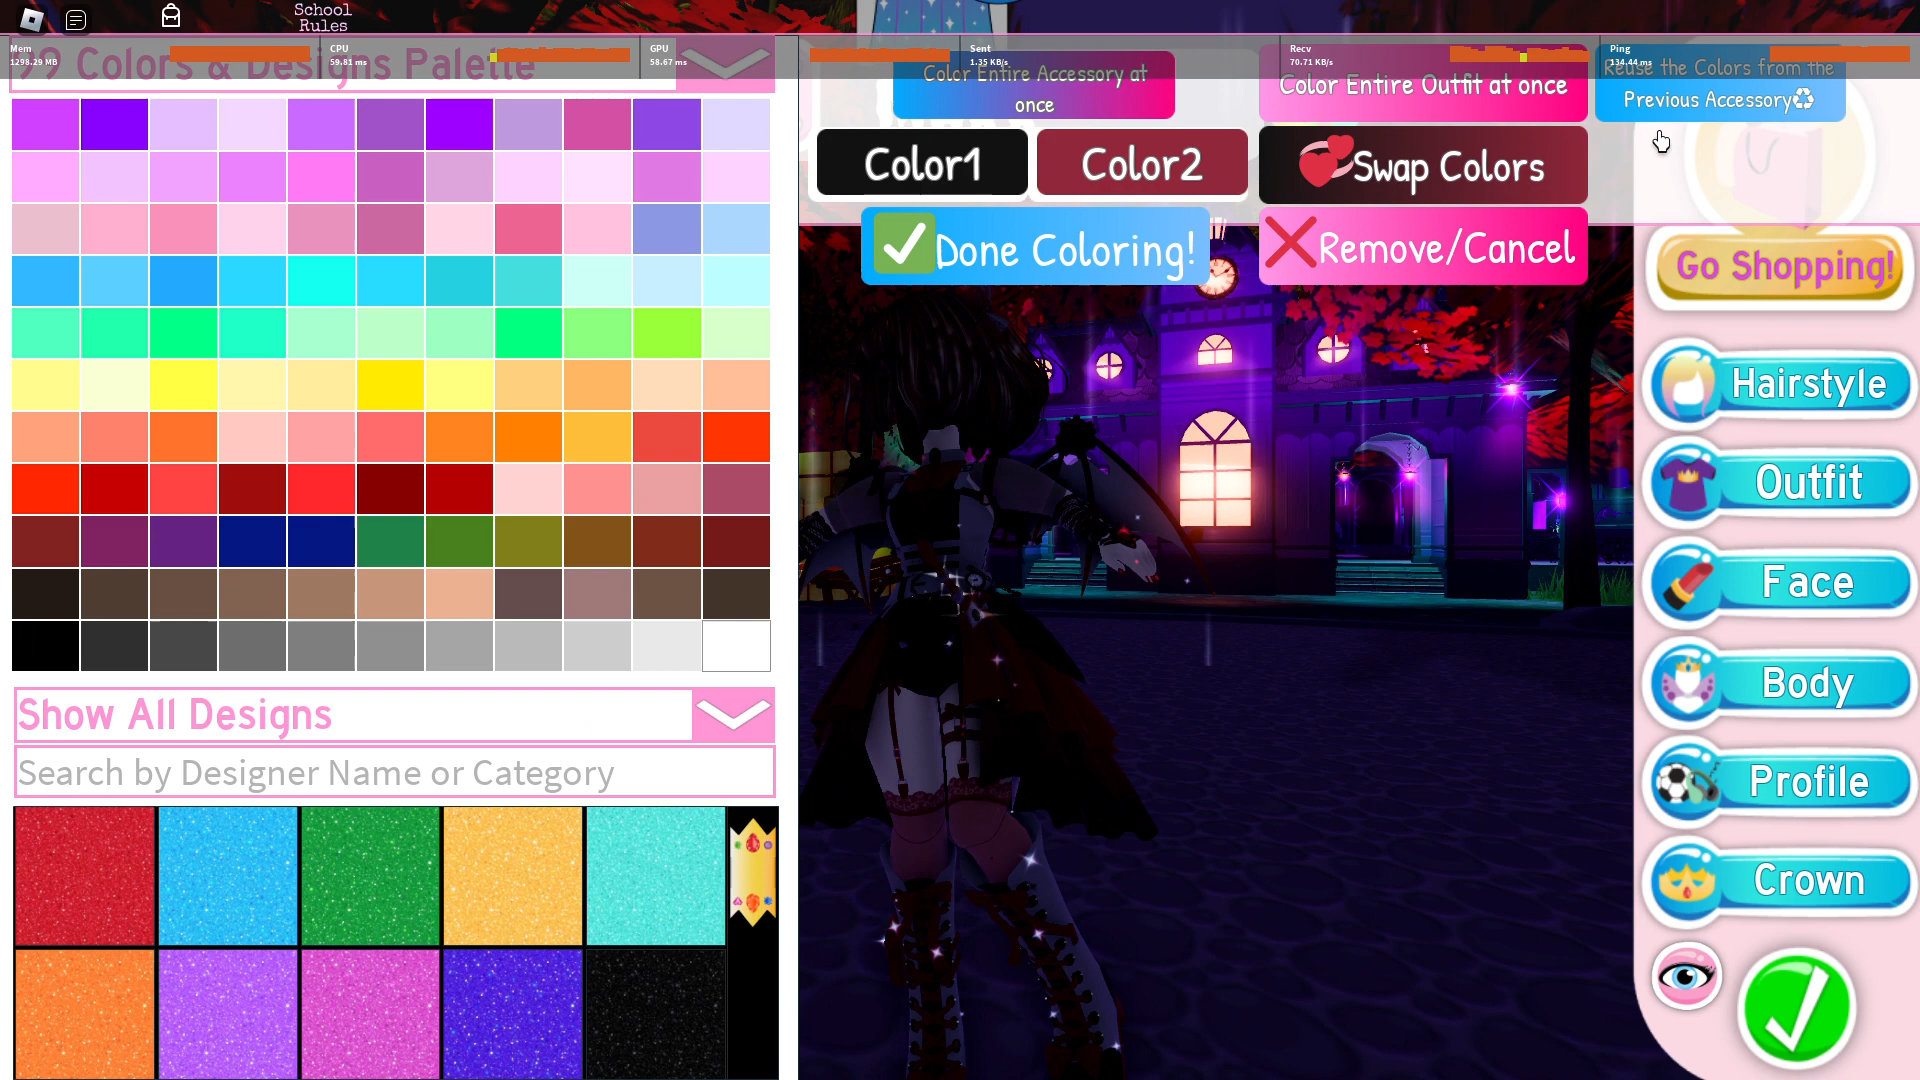 School
Rules
Mem
1298.29 MB
CPU
59.81 ms
GPU
58.67 ms
Sent
1.35 KB/s
Recv
70.71 KB/s
Ping
134.44 ms
99 Colors & Designs Palette
Color Entire Accessory at
once
Color Entire Outfit at once
Reuse the Colors from the
Previous Accessory♻
Color1
Color2
💞Swap Colors
✅Done Coloring!
❌Remove/Cancel
Go Shopping!
Hairstyle
Outfit
Face
Body
Profile
Crown
Show All Designs
Search by Designer Name or Category